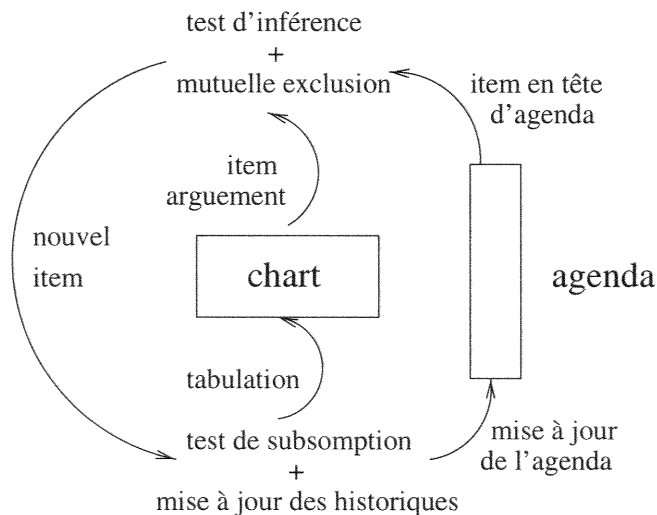 test d'inférence
+
mutuelle exclusion
item en tête
d'agenda
item
arguement
nouvel
item
chart
agenda
tabulation
test de subsomption
+
mise à jour des historiques
mise à jour
de l'agenda